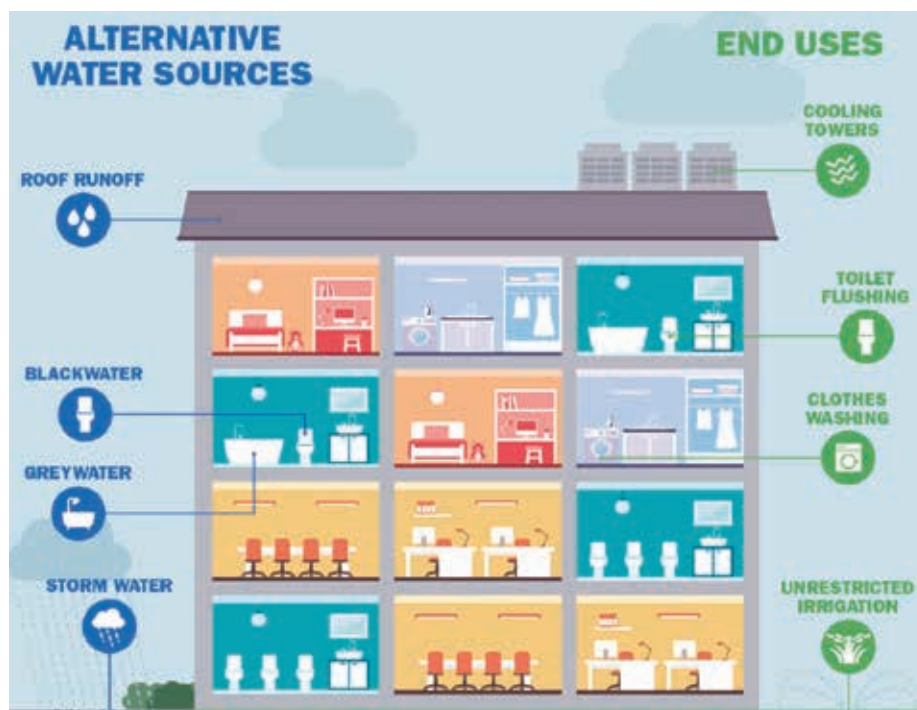 ALTERNATIVE
WATER SOURCES
END USES
COOLING
TOWERS
ROOF RUNOFF
TOILET
FLUSHING
BLACKWATER
CLOTHES
WASHING
GREYWATER
STORM WATER
UNRESTRICTED
IRRIGATION